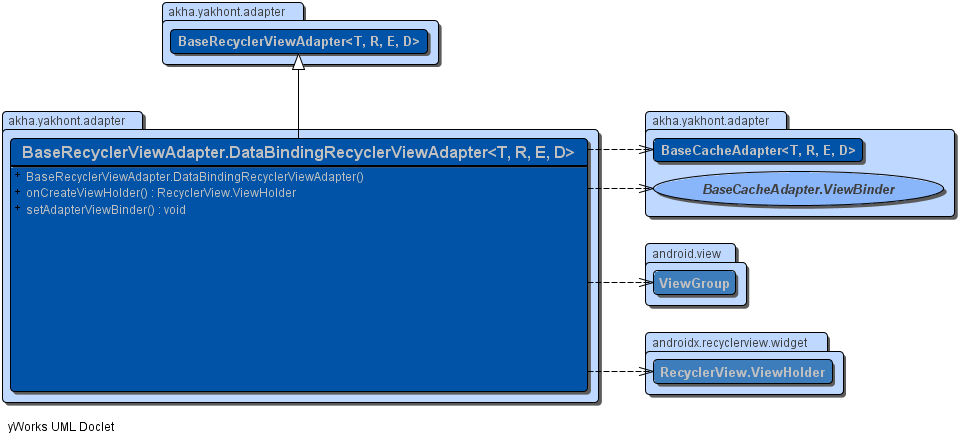 akha.yakhont.adapter
BaseRecyclerViewAdapter<T, R, E, D>
akha.yakhont.adapter
BaseRecyclerViewAdapter.DataBindingRecyclerViewAdapter<T, R, E, D>
+ BaseRecyclerViewAdapter.DataBindingRecyclerViewAdapter()
+ onCreateViewHolder() : RecyclerView.ViewHolder
+ setAdapterViewBinder() : void
akha.yakhont.adapter
BaseCacheAdapter<T, R, E, D>
BaseCacheAdapter.ViewBinder
android.view
ViewGroup
androidx.recyclerview.widget
RecyclerView.ViewHolder
yWorks UML Doclet